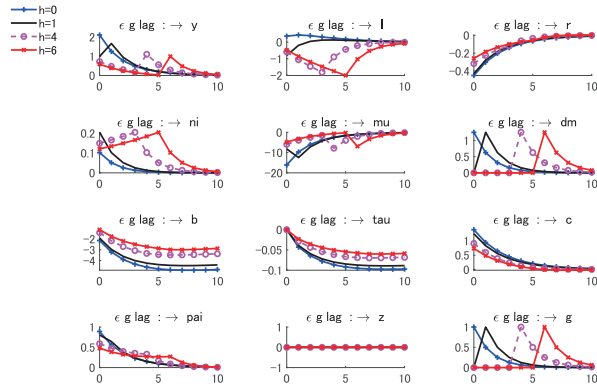 h=0
h=1
h=4
h=6
ϵ g lag : → y
2
1
0
0 5 10
ϵ g lag : → l
0
-1
-2
0 5 10
ϵ g lag : → r
0
-0.2
-0.4
0 5 10
ϵ g lag : → ni
0.2
0.1
0
0 5 10
ϵ g lag : → mu
0
-10
-20
0 5 10
ϵ g lag : → dm
1
0.5
0
0 5 10
ϵ g lag : → b
-2
-3
-4
0 5 10
ϵ g lag : → tau
0
-0.05
-0.1
0 5 10
ϵ g lag : → c
1
0.5
0
0 5 10
ϵ g lag : → pai
1
0.5
0
0 5 10
ϵ g lag : → z
1
0
-1
0 5 10
ϵ g lag : → g
1
0.5
0
0 5 10